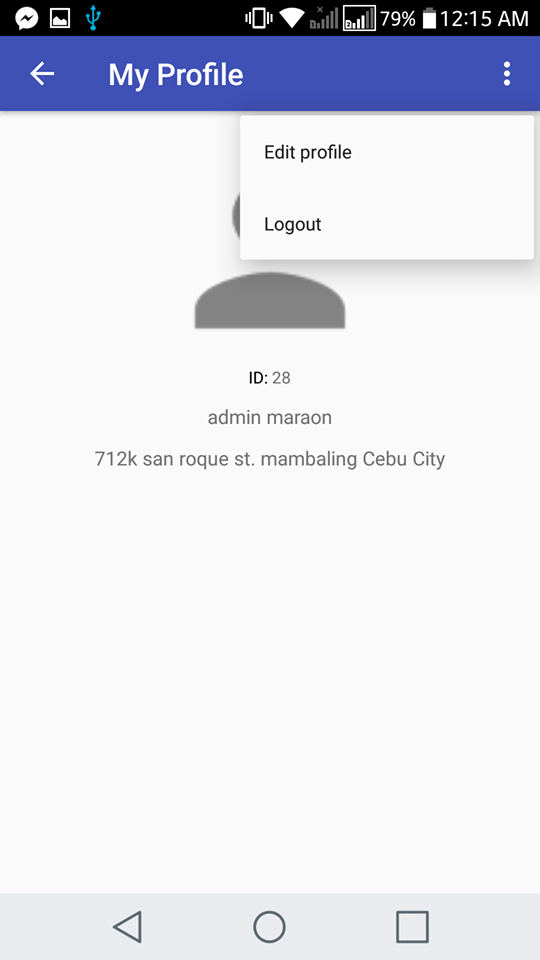 79% 12:15 AM
My Profile
Edit profile
Logout
ID: 28
admin maraon
712k san roque st. mambaling Cebu City